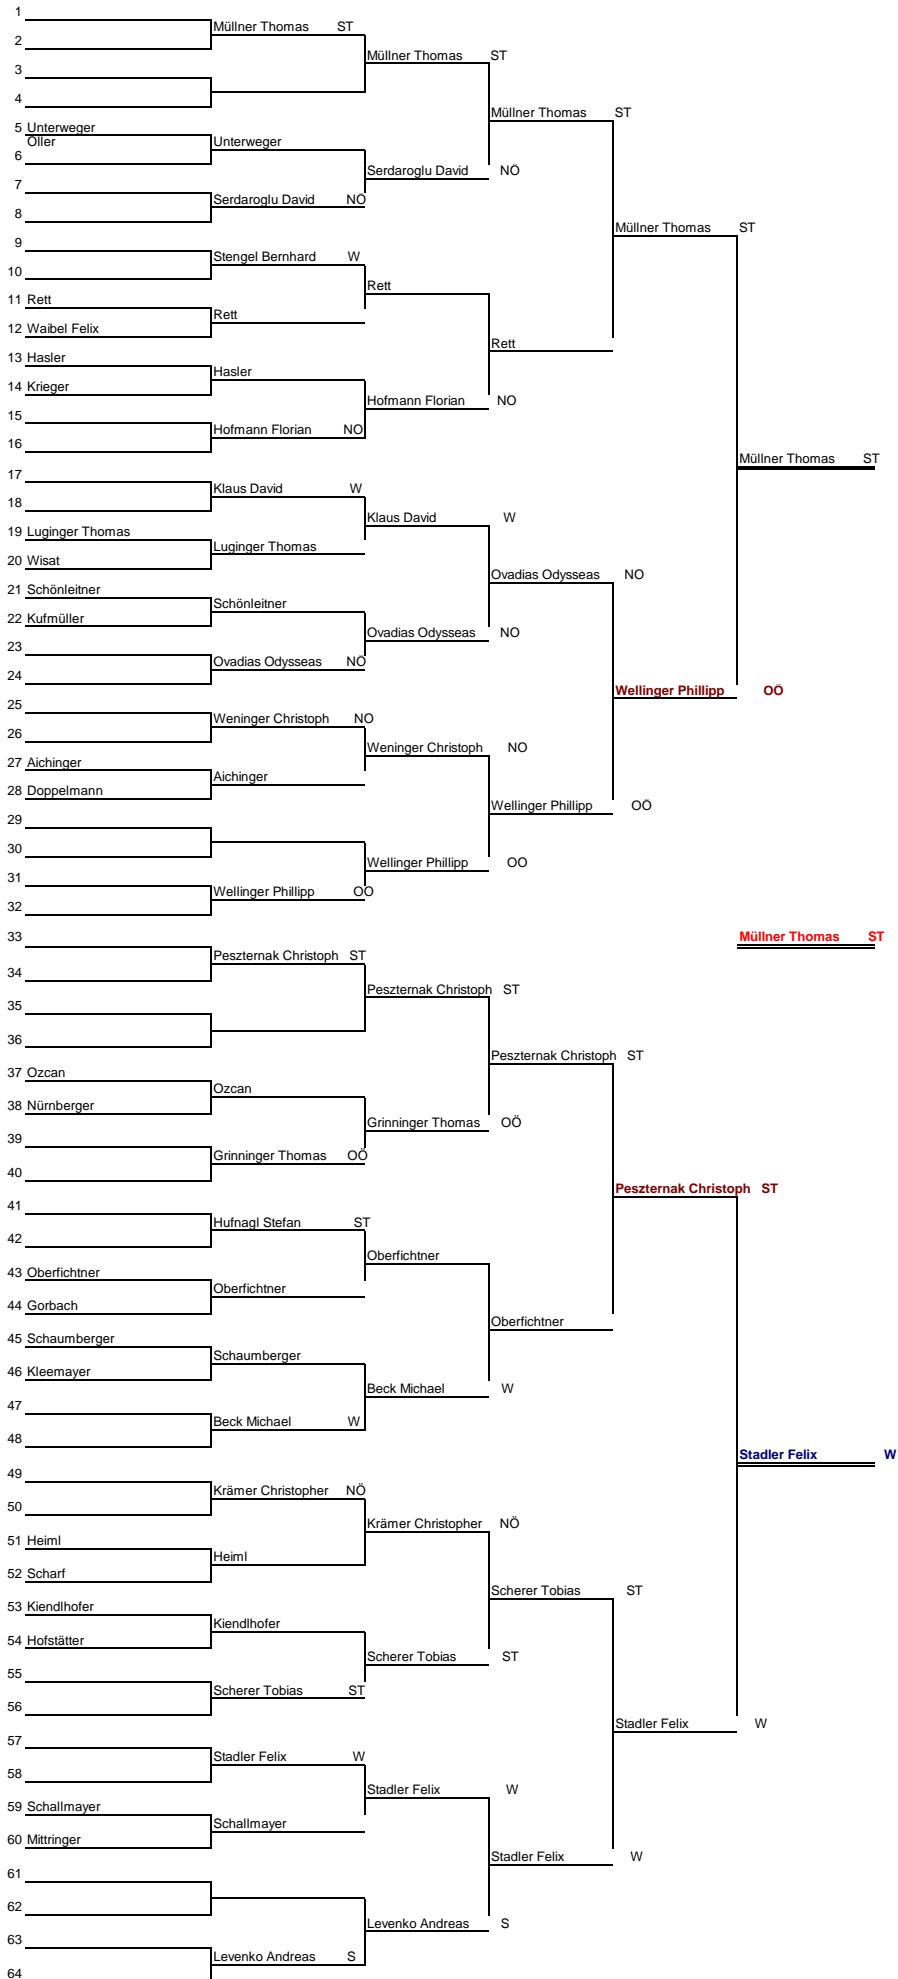 1
Müllner Thomas ST
2
Müllner Thomas ST
3
4
Müllner Thomas ST
5 Unterweger
Öller
Unterweger
6
Serdaroglu David NÖ
7
Serdaroglu David NÖ
8
Müllner Thomas ST
9
Stengel Bernhard W
10
Rett
11 Rett
Rett
12 Waibel Felix
Rett
13 Hasler
Hasler
14 Krieger
Hofmann Florian NÖ
15
Hofmann Florian NÖ
16
Müllner Thomas ST
17
Klaus David W
18
Klaus David W
19 Luginger Thomas
Luginger Thomas
20 Wisat
Ovadias Odysseas NÖ
21 Schönleitner
Schönleitner
22 Kufmüller
Ovadias Odysseas NÖ
23
Ovadias Odysseas NÖ
24
Wellinger Phillipp OÖ
25
Weninger Christoph NÖ
26
Weninger Christoph NÖ
27 Aichinger
Aichinger
28 Doppelmann
Wellinger Phillipp OÖ
29
30
Wellinger Phillipp OÖ
31
Wellinger Phillipp OÖ
32
33
Müllner Thomas ST
Peszternak Christoph ST
34
Peszternak Christoph ST
35
36
Peszternak Christoph ST
37 Özcan
Özcan
38 Nürnberger
Grinninger Thomas OÖ
39
Grinninger Thomas OÖ
40
Peszternak Christoph ST
41
Hufnagl Stefan ST
42
Oberfichtner
43 Oberfichtner
Oberfichtner
44 Gorbach
Oberfichtner
45 Schaumberger
Schaumberger
46 Kleemayer
Beck Michael W
47
Beck Michael W
48
Stadler Felix W
49
Krämer Christopher NÖ
50
Krämer Christopher NÖ
51 Heiml
Heiml
52 Scharf
Scherer Tobias ST
53 Kiendlhofer
Kiendlhofer
54 Hofstätter
Scherer Tobias ST
55
Scherer Tobias ST
56
Stadler Felix W
57
Stadler Felix W
58
Stadler Felix W
59 Schallmayer
Schallmayer
60 Mittringer
Stadler Felix W
61
62
Levenko Andreas S
63
Levenko Andreas S
64